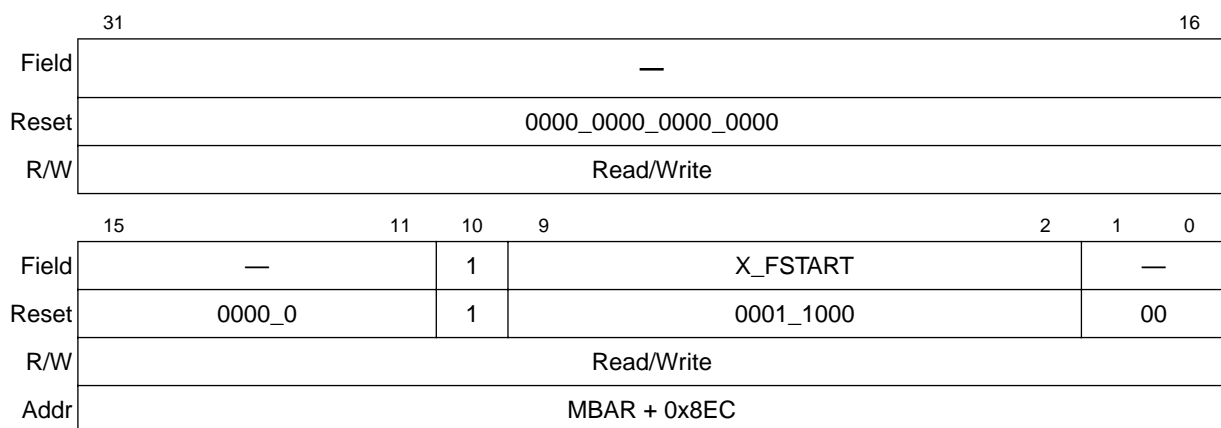 31 16
Field —
Reset 0000_0000_0000_0000
R/W Read/Write
15 11 10 9 2 1 0
Field — 1 X_FSTART —
Reset 0000_0 1 0001_1000 00
R/W Read/Write
Addr MBAR + 0x8EC